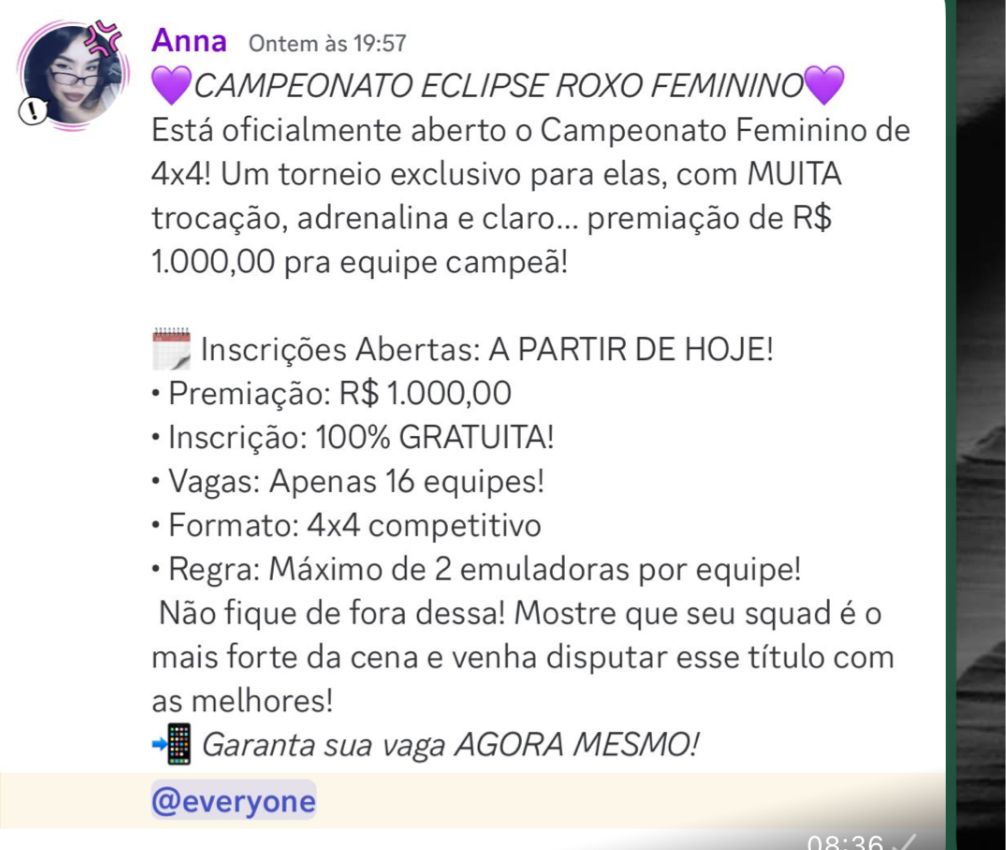 Anna Ontem às 19:57
💜CAMPEONATO ECLIPSE ROXO FEMININO💜
Está oficialmente aberto o Campeonato Feminino de
4x4! Um torneio exclusivo para elas, com MUITA
trocação, adrenalina e claro... premiação de R$
1.000,00 pra equipe campeã!
🗓️ Inscrições Abertas: A PARTIR DE HOJE!
• Premiação: R$ 1.000,00
• Inscrição: 100% GRATUITA!
• Vagas: Apenas 16 equipes!
• Formato: 4x4 competitivo
• Regra: Máximo de 2 emuladoras por equipe!
Não fique de fora dessa! Mostre que seu squad é o
mais forte da cena e venha disputar esse título com
as melhores!
📲 Garanta sua vaga AGORA MESMO!
@everyone
08:36